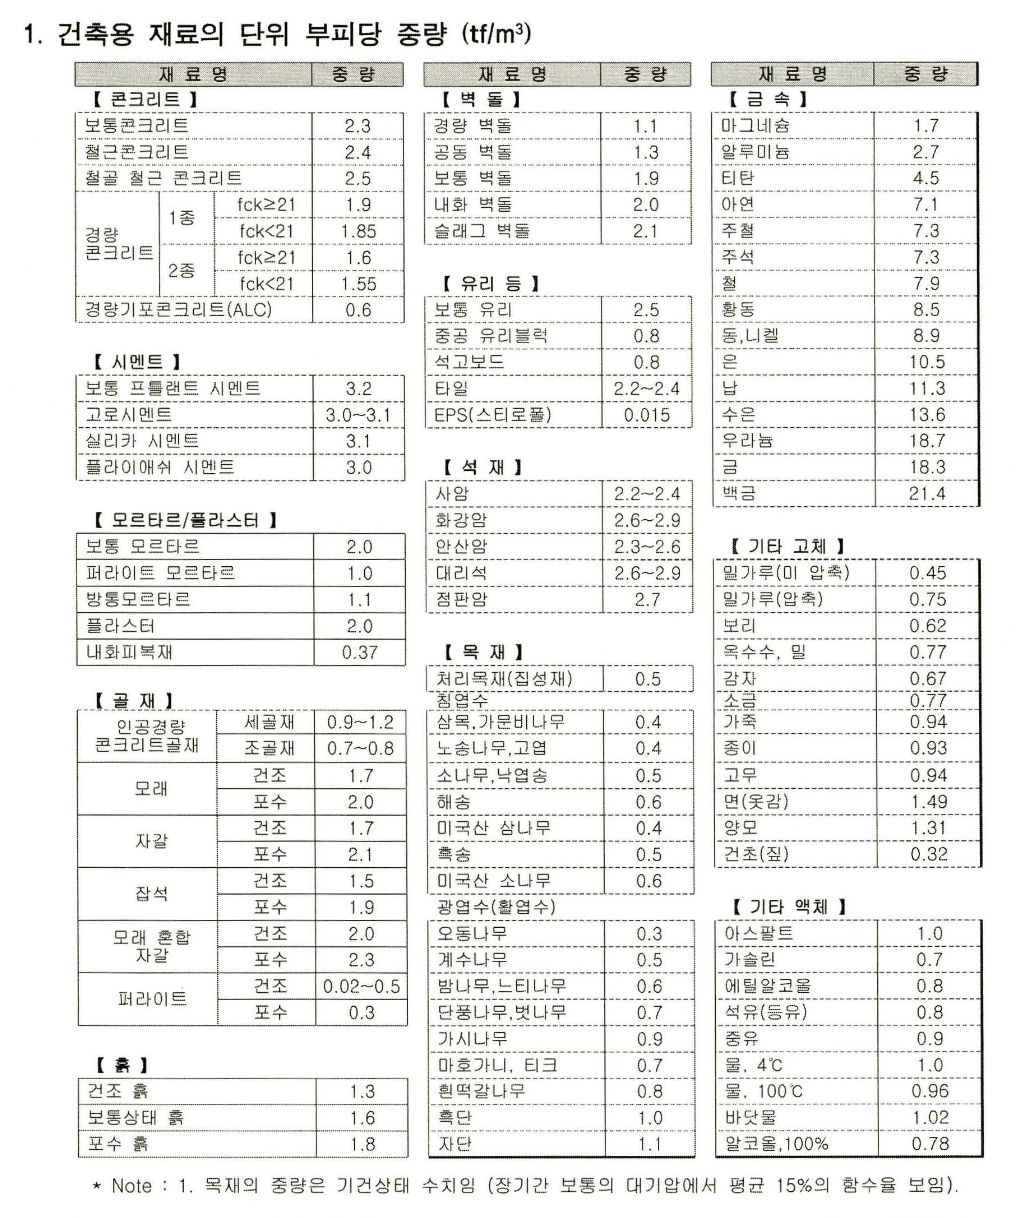 1. 건축용 재료의 단위 부피당 중량 (tf/m³)
재 료 명 중 량
【 콘크리트 】
보통콘크리트 2.3
철근콘크리트 2.4
철골 철근 콘크리트 2.5
경량 콘크리트 1종 fck≥21 1.9
fck<21 1.85
2종 fck≥21 1.6
fck<21 1.55
경량기포콘크리트(ALC) 0.6
【 시멘트 】
보통 프틀랜트 시멘트 3.2
고로시멘트 3.0~3.1
실리카 시멘트 3.1
플라이애쉬 시멘트 3.0
【 모르타르/플라스터 】
보통 모르타르 2.0
퍼라이트 모르타르 1.0
방통모르타르 1.1
플라스터 2.0
내화피복재 0.37
【 골 재 】
인공경량 콘크리트골재 세골재 0.9~1.2
조골재 0.7~0.8
모래 건조 1.7
포수 2.0
자갈 건조 1.7
포수 2.1
잡석 건조 1.5
포수 1.9
모래 혼합 자갈 건조 2.0
포수 2.3
퍼라이트 건조 0.02~0.5
포수 0.3
【 흙 】
건조 흙 1.3
보통상태 흙 1.6
포수 흙 1.8
재 료 명 중 량
【 벽 돌 】
경량 벽돌 1.1
공동 벽돌 1.3
보통 벽돌 1.9
내화 벽돌 2.0
슬래그 벽돌 2.1
【 유리 등 】
보통 유리 2.5
중공 유리블럭 0.8
석고보드 0.8
타일 2.2~2.4
EPS(스티로폴) 0.015
【 석 재 】
사암 2.2~2.4
화강암 2.6~2.9
안산암 2.3~2.6
대리석 2.6~2.9
점판암 2.7
【 목 재 】
처리목재(집성재) 0.5
침엽수
삼목,가문비나무 0.4
노송나무,고엽 0.4
소나무,낙엽송 0.5
해송 0.6
미국산 삼나무 0.4
흑송 0.5
미국산 소나무 0.6
광엽수(활엽수)
오동나무 0.3
계수나무 0.5
밤나무,느티나무 0.6
단풍나무,벗나무 0.7
가시나무 0.9
마호가니, 티크 0.7
흰떡갈나무 0.8
흑단 1.0
자단 1.1
재 료 명 중 량
【 금 속 】
마그네슘 1.7
알루미늄 2.7
티탄 4.5
아연 7.1
주철 7.3
주석 7.3
철 7.9
황동 8.5
동,니켈 8.9
은 10.5
납 11.3
수은 13.6
우라늄 18.7
금 18.3
백금 21.4
【 기타 고체 】
밀가루(미 압축) 0.45
밀가루(압축) 0.75
보리 0.62
옥수수, 밀 0.77
감자 0.67
소금 0.77
가죽 0.94
종이 0.93
고무 0.94
면(옷감) 1.49
양모 1.31
건초(짚) 0.32
【 기타 액체 】
아스팔트 1.0
가솔린 0.7
에틸알코올 0.8
석유(등유) 0.8
중유 0.9
물, 4℃ 1.0
물, 100℃ 0.96
바닷물 1.02
알코올,100% 0.78
* Note : 1. 목재의 중량은 기건상태 수치임 (장기간 보통의 대기압에서 평균 15%의 함수율 보임).